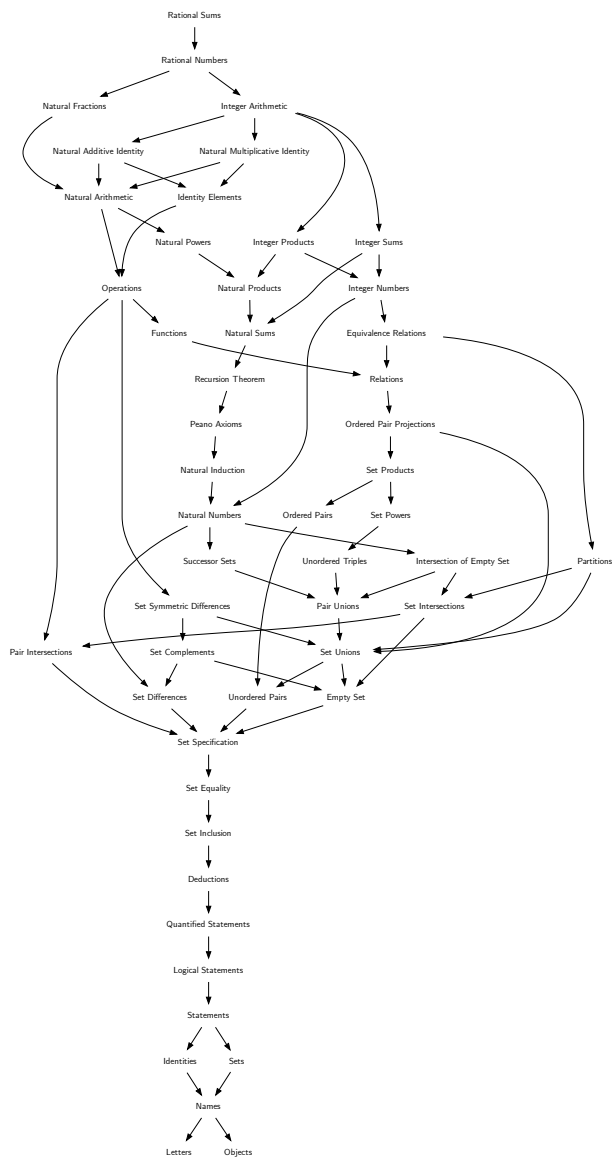 Rational Sums
Rational Numbers
Natural Fractions
Integer Arithmetic
Natural Additive Identity
Natural Multiplicative Identity
Natural Arithmetic
Identity Elements
Natural Powers
Integer Products
Integer Sums
Operations
Natural Products
Integer Numbers
Functions
Natural Sums
Equivalence Relations
Recursion Theorem
Relations
Peano Axioms
Ordered Pair Projections
Natural Induction
Set Products
Natural Numbers
Ordered Pairs
Set Powers
Successor Sets
Unordered Triples
Intersection of Empty Set
Partitions
Set Symmetric Differences
Pair Unions
Set Intersections
Pair Intersections
Set Complements
Set Unions
Set Differences
Unordered Pairs
Empty Set
Set Specification
Set Equality
Set Inclusion
Deductions
Quantified Statements
Logical Statements
Statements
Identities
Sets
Names
Letters
Objects